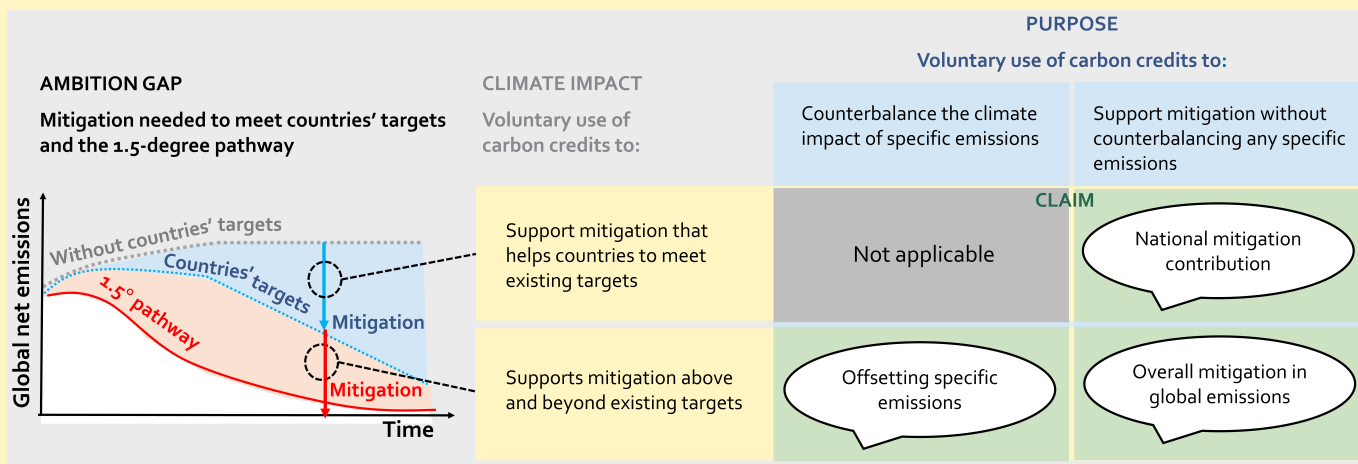 PURPOSE
Voluntary use of carbon credits to:
AMBITION GAP
Mitigation needed to meet countries' targets
and the 1.5-degree pathway
CLIMATE IMPACT
Voluntary use of
carbon credits to:
Counterbalance the climate
impact of specific emissions
Support mitigation without
counterbalancing any specific
emissions
Global net emissions
Without countries' targets
Countries' targets
1.5° pathway
Mitigation
Mitigation
Time
Support mitigation that
helps countries to meet
existing targets
Not applicable
CLAIM
National mitigation
contribution
Supports mitigation above
and beyond existing targets
Offsetting specific
emissions
Overall mitigation in
global emissions